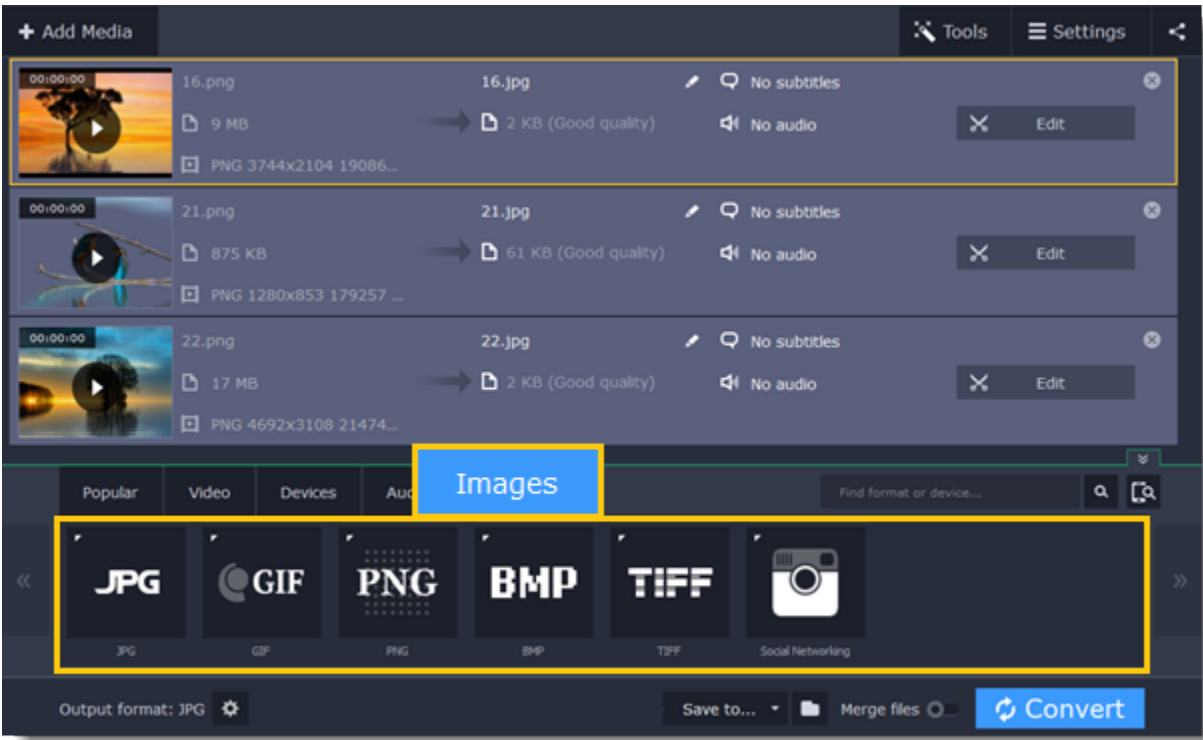 Add Media
Tools
Settings
00:00:00
16.png
16.jpg
No subtitles
9 MB
2 KB (Good quality)
No audio
Edit
PNG 3744x2104 19086...
00:00:00
21.png
21.jpg
No subtitles
875 KB
61 KB (Good quality)
No audio
Edit
PNG 1280x853 179257 ...
00:00:00
22.png
22.jpg
No subtitles
17 MB
2 KB (Good quality)
No audio
Edit
PNG 4692x3108 21474...
Popular
Video
Devices
Au
Images
Find format or device...
JPG
GIF
PNG
BMP
TIFF
JPG
GIF
PNG
BMP
TIFF
Social Networking
Output format: JPG
Save to...
Merge files
Convert